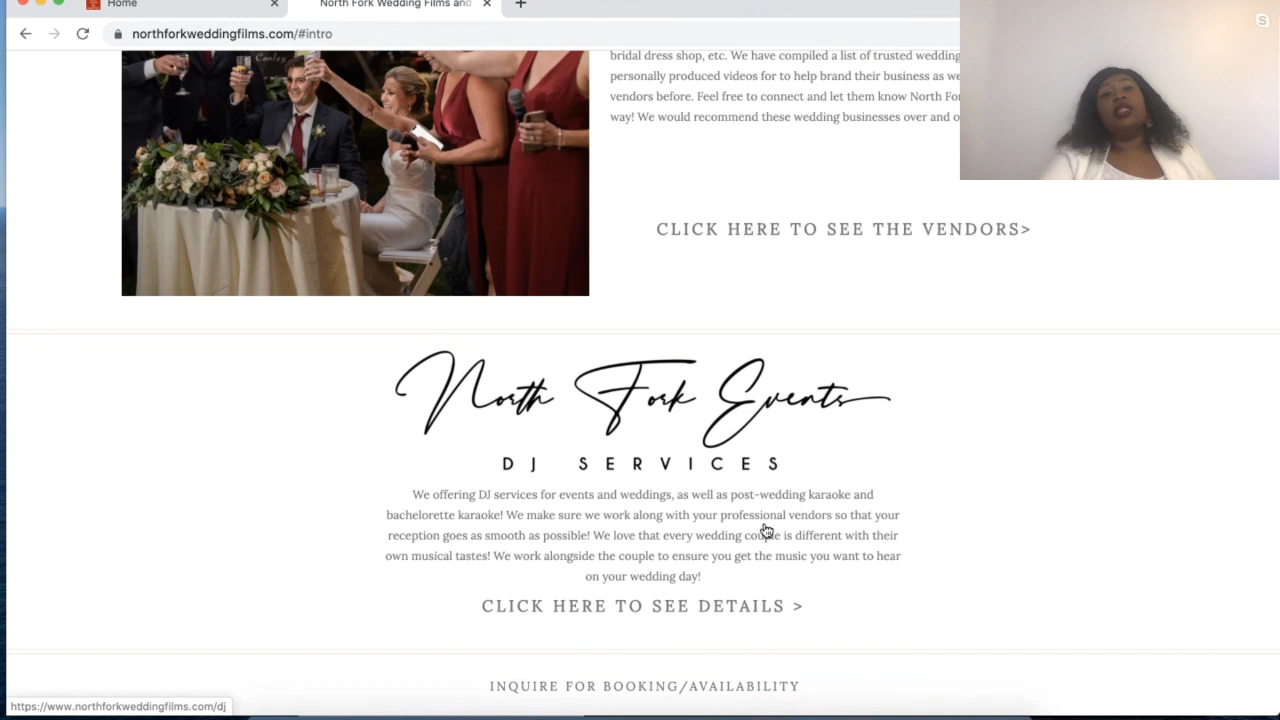 Home
North Fork Wedding Films and
northforkweddingfilms.com/#intro
bridal dress shop, etc. We have compiled a list of trusted wedding
personally produced videos for to help brand their business as we
vendors before. Feel free to connect and let them know North For
way! We would recommend these wedding businesses over and o
CLICK HERE TO SEE THE VENDORS>
North Fork Events
DJ SERVICES
We offering DJ services for events and weddings, as well as post-wedding karaoke and
bachelorette karaoke! We make sure we work along with your professional vendors so that your
reception goes as smooth as possible! We love that every wedding couple is different with their
own musical tastes! We work alongside the couple to ensure you get the music you want to hear
on your wedding day!
CLICK HERE TO SEE DETAILS >
INQUIRE FOR BOOKING/AVAILABILITY
https://www.northforkweddingfilms.com/dj